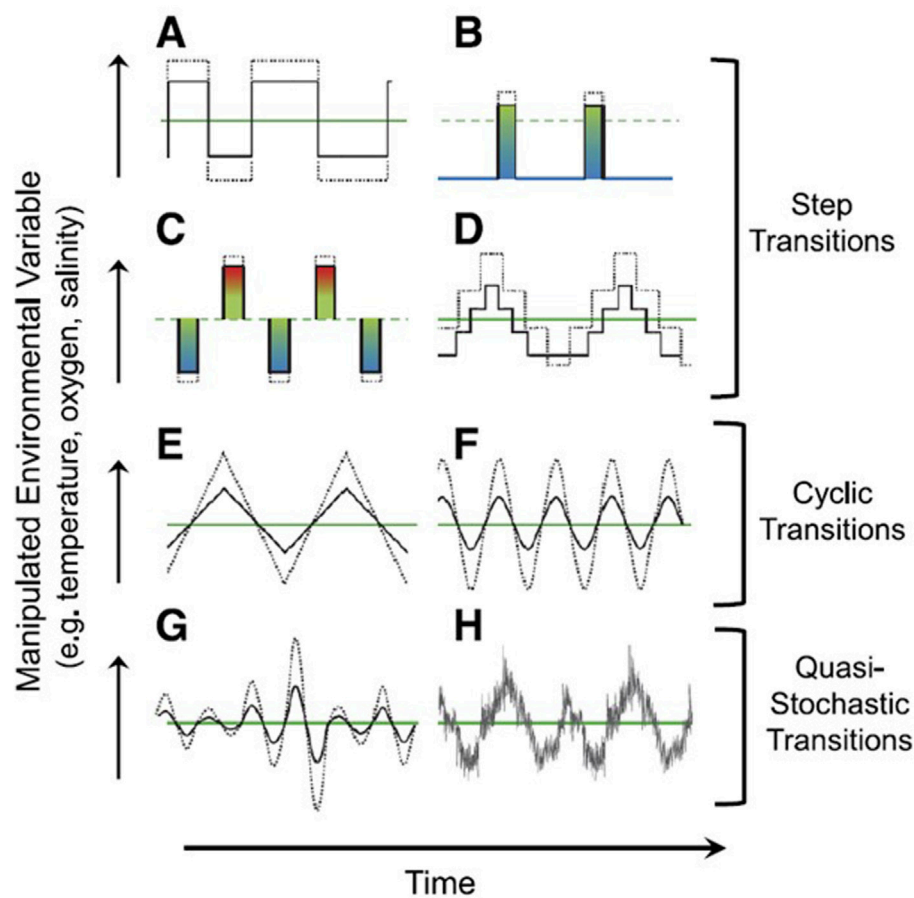 A
B
C
D
E
F
G
H
Manipulated Environmental Variable
(e.g. temperature, oxygen, salinity)
Step
Transitions
Cyclic
Transitions
Quasi-
Stochastic
Transitions
Time